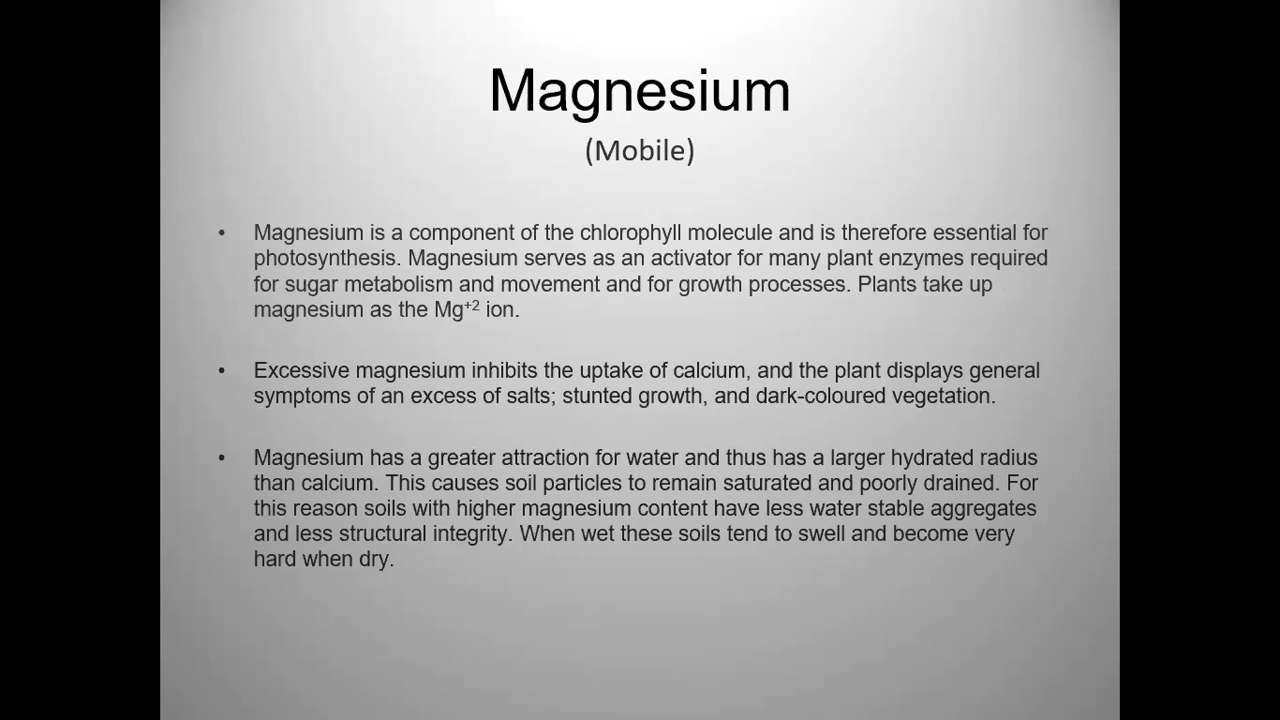 Magnesium
(Mobile)
• Magnesium is a component of the chlorophyll molecule and is therefore essential for
photosynthesis. Magnesium serves as an activator for many plant enzymes required
for sugar metabolism and movement and for growth processes. Plants take up
magnesium as the Mg⁺² ion.
• Excessive magnesium inhibits the uptake of calcium, and the plant displays general
symptoms of an excess of salts; stunted growth, and dark-coloured vegetation.
• Magnesium has a greater attraction for water and thus has a larger hydrated radius
than calcium. This causes soil particles to remain saturated and poorly drained. For
this reason soils with higher magnesium content have less water stable aggregates
and less structural integrity. When wet these soils tend to swell and become very
hard when dry.